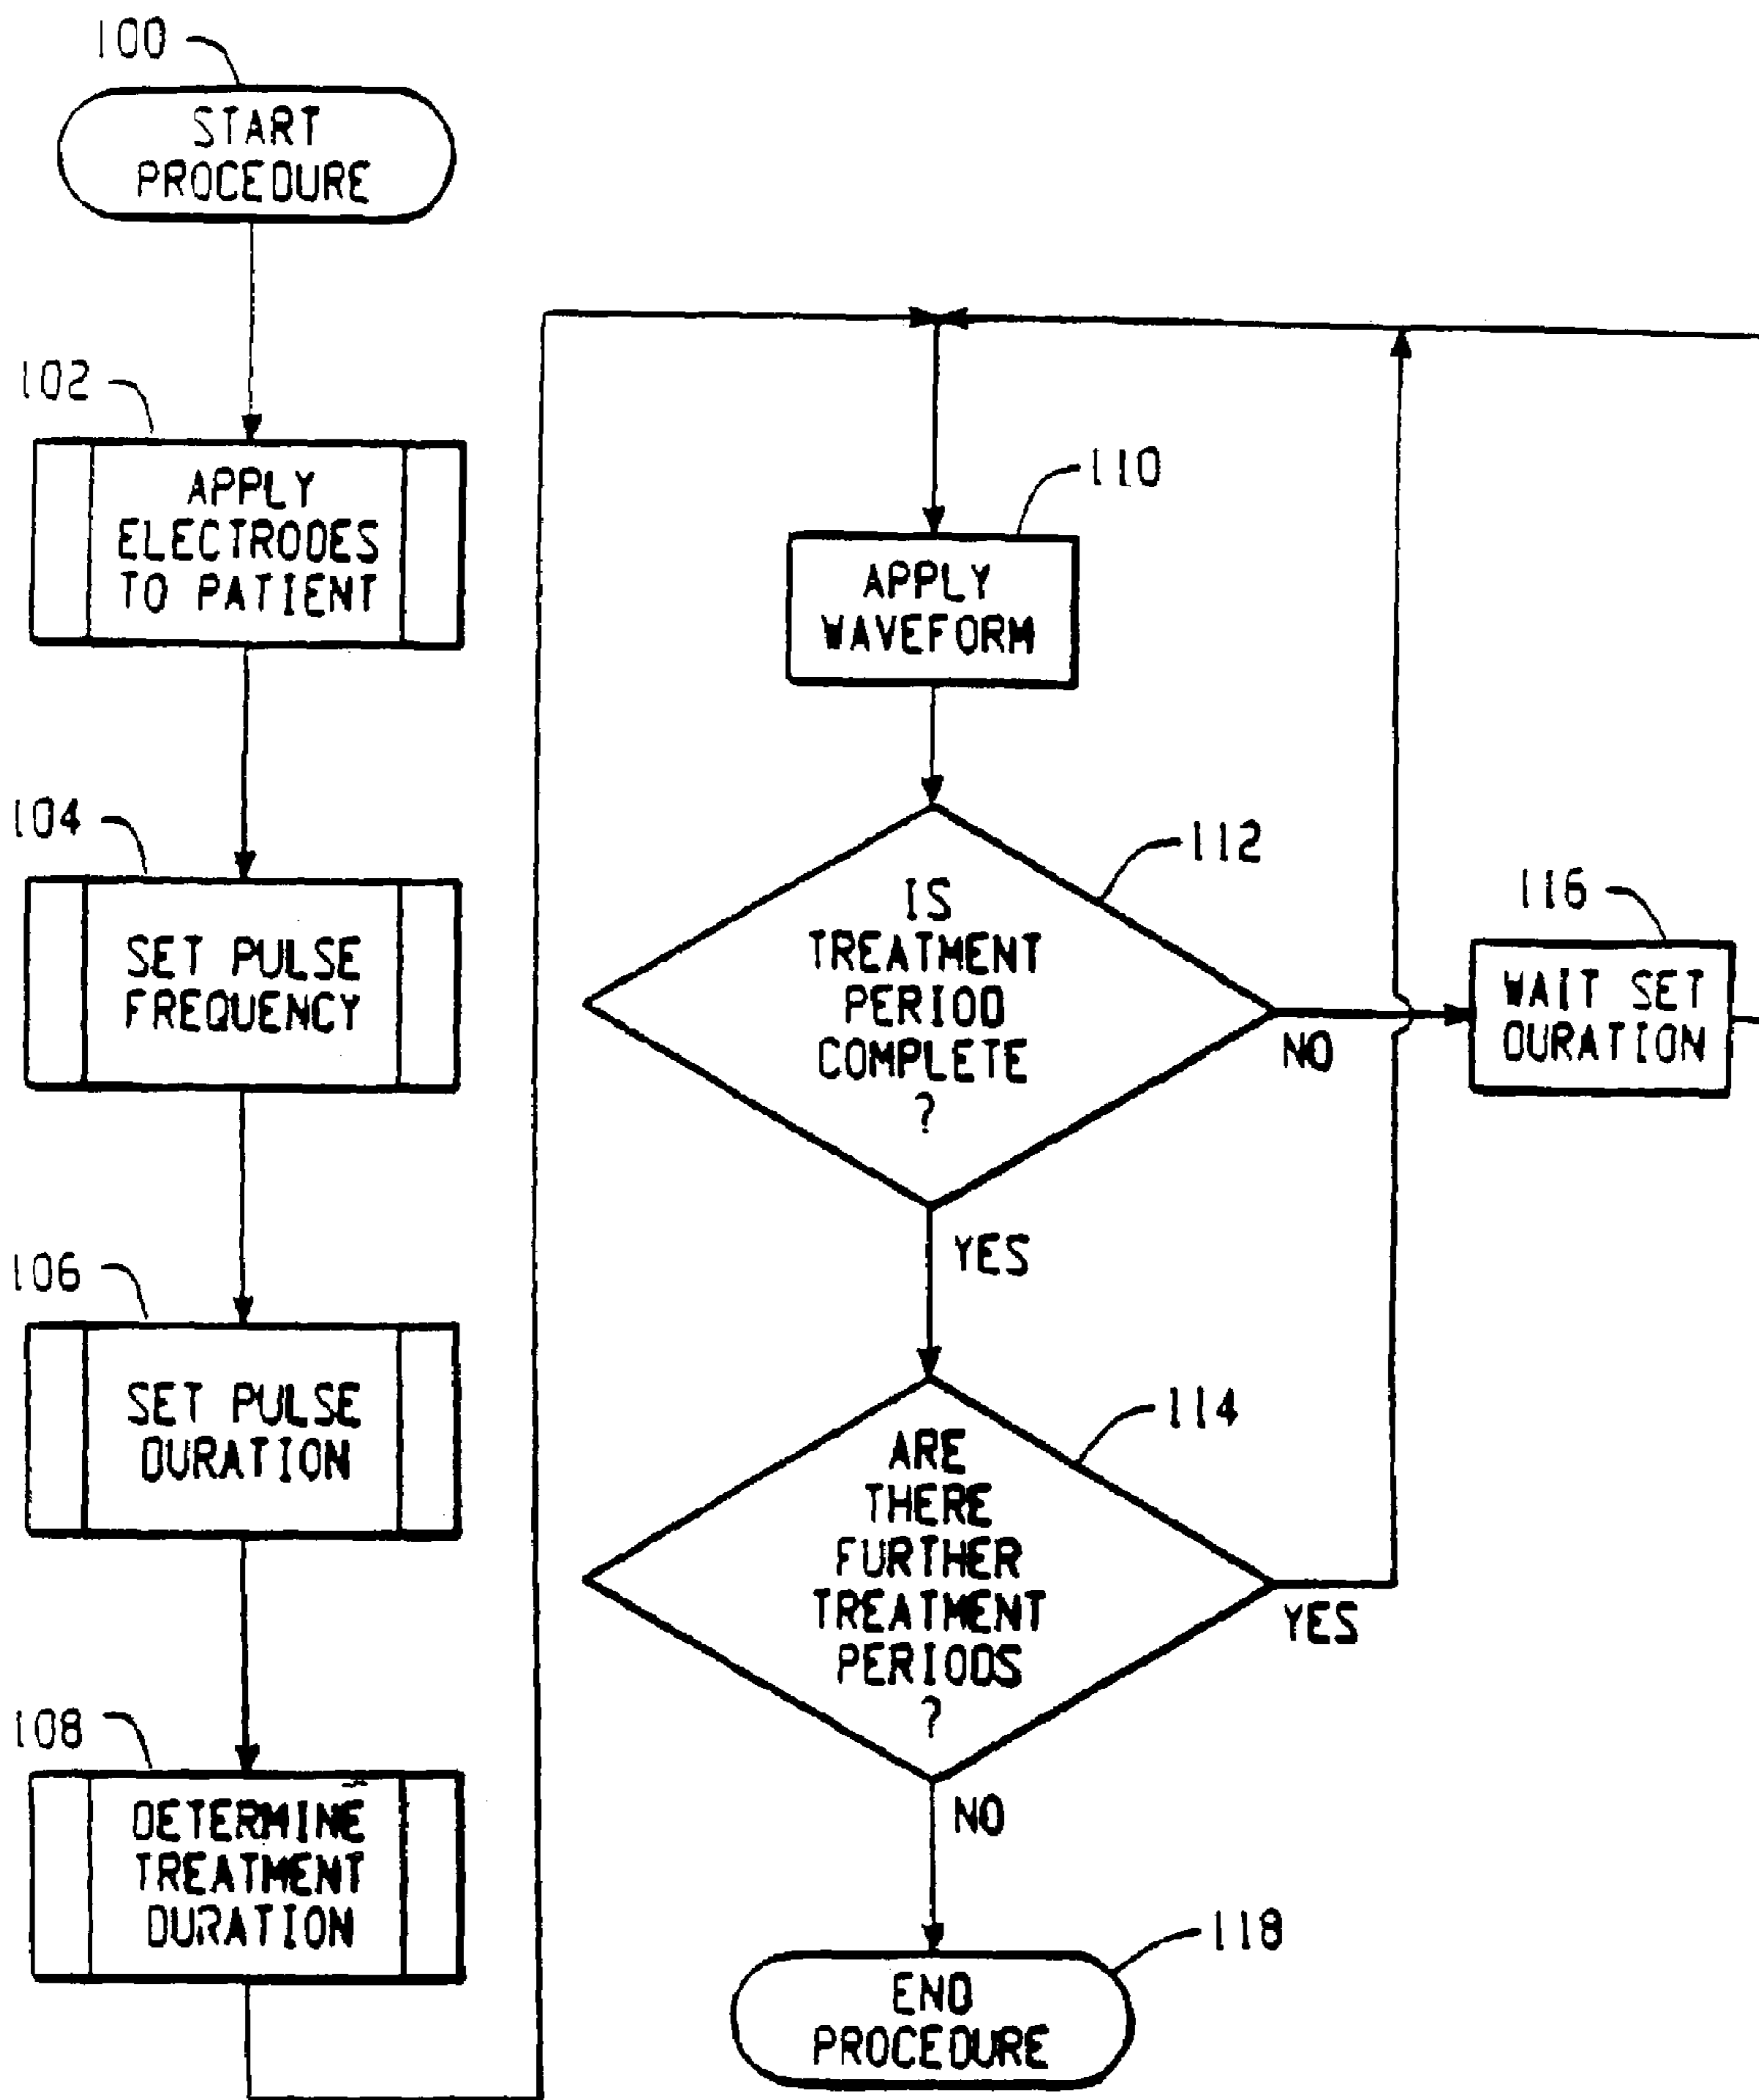 100
START
PROCEDURE
102
APPLY
ELECTRODES
TO PATIENT
104
SET PULSE
FREQUENCY
106
SET PULSE
DURATION
108
DETERMINE
TREATMENT
DURATION
110
APPLY
WAVEFORM
112
IS
TREATMENT
PERIOD
COMPLETE
?
NO
116
WAIT SET
DURATION
YES
114
ARE
THERE
FURTHER
TREATMENT
PERIODS
?
YES
NO
118
END
PROCEDURE